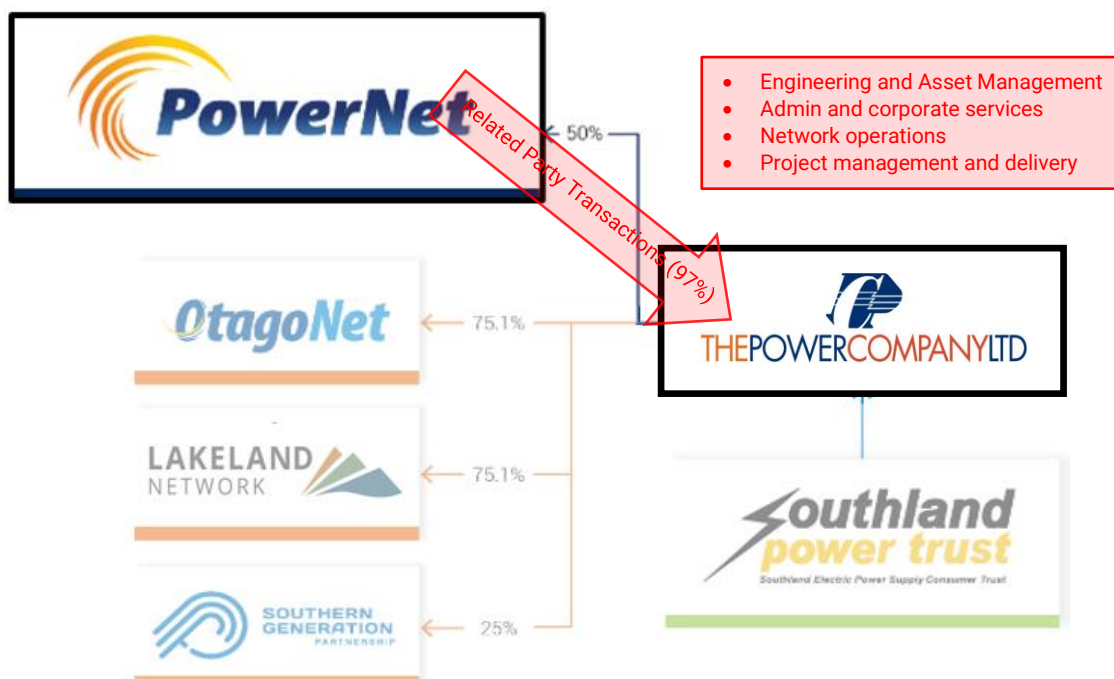 PowerNet
Related Party Transactions (97%)
50%
• Engineering and Asset Management
• Admin and corporate services
• Network operations
• Project management and delivery
OtagoNet
75.1%
THEPOWERCOMPANYLTD
LAKELAND
NETWORK
75.1%
Southland
power trust
Southland Electric Power Supply Consumer Trust
SOUTHERN
GENERATION
PARTNERSHIP
25%